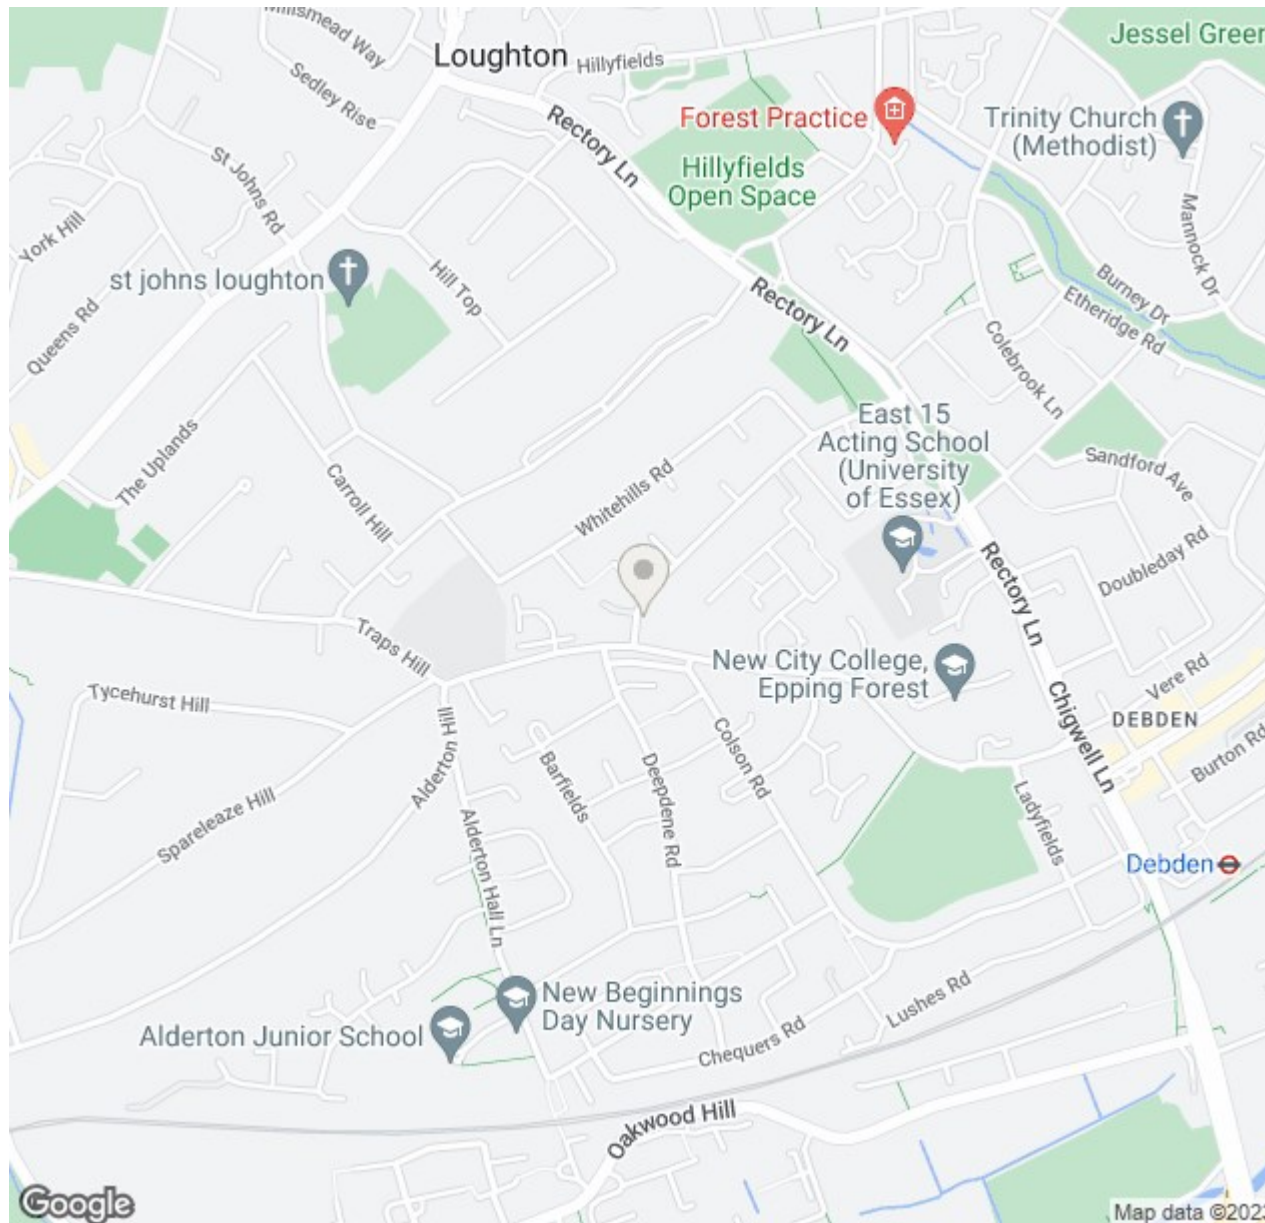 Millsmead Way
Loughton
Hillyfields
Jessel Green
Sedley Rise
Rectory Ln
Forest Practice
Trinity Church
(Methodist)
Hillyfields
Open Space
St Johns Rd
York Hill
Mannock Dr
st johns loughton
Hill Top
Rectory Ln
Burney Dr
Etheridge Rd
Queens Rd
Colebrook Ln
East 15
Acting School
(University
of Essex)
The Uplands
Carroll Hill
Whitehills Rd
Sandford Ave
Doubleday Rd
Rectory Ln
Traps Hill
New City College,
Epping Forest
Vere Rd
Tycehurst Hill
Chigwell Ln
DEBDEN
Alderton Hill
Colson Rd
Burton Rd
Barfields
Deepdene Rd
Ladyfields
Spareleaze Hill
Alderton Hall Ln
Debden
New Beginnings
Day Nursery
Lushes Rd
Alderton Junior School
Chequers Rd
Oakwood Hill
Google
Map data ©2023